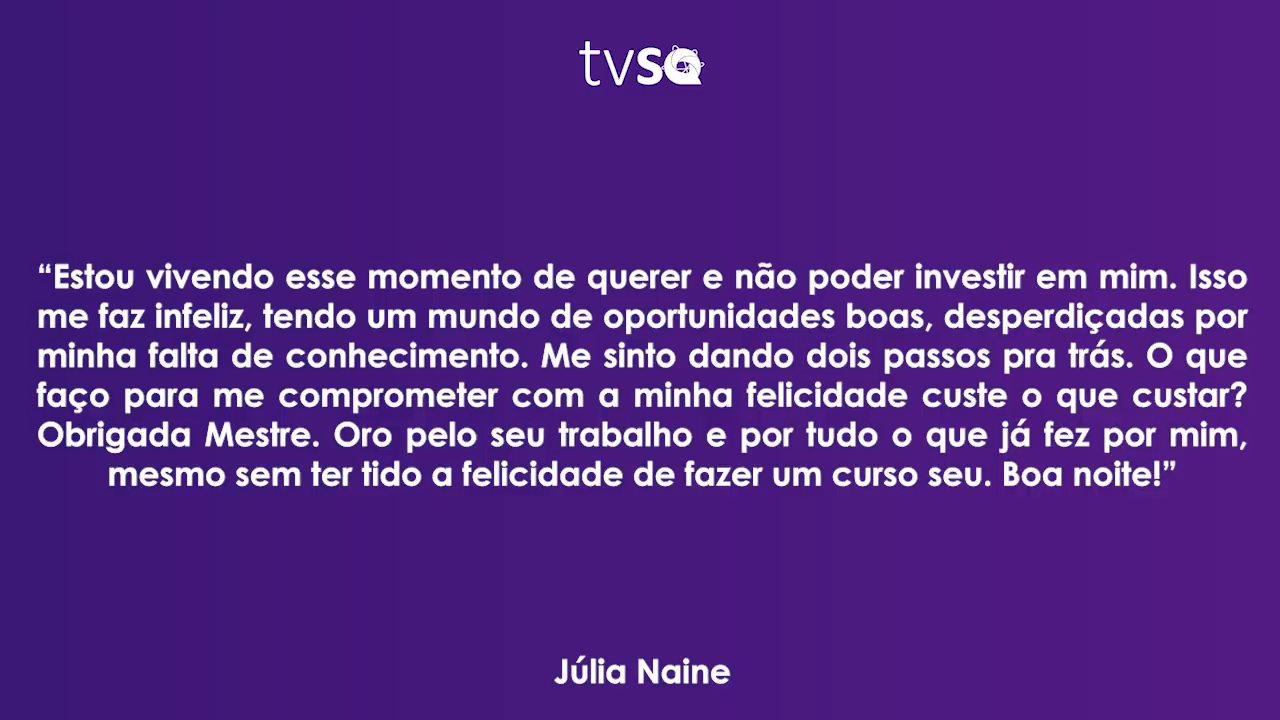 tvsQ
“Estou vivendo esse momento de querer e não poder investir em mim. Isso
me faz infeliz, tendo um mundo de oportunidades boas, desperdiçadas por
minha falta de conhecimento. Me sinto dando dois passos pra trás. O que
faço para me comprometer com a minha felicidade custe o que custar?
Obrigada Mestre. Oro pelo seu trabalho e por tudo o que já fez por mim,
mesmo sem ter tido a felicidade de fazer um curso seu. Boa noite!”
Júlia Naine